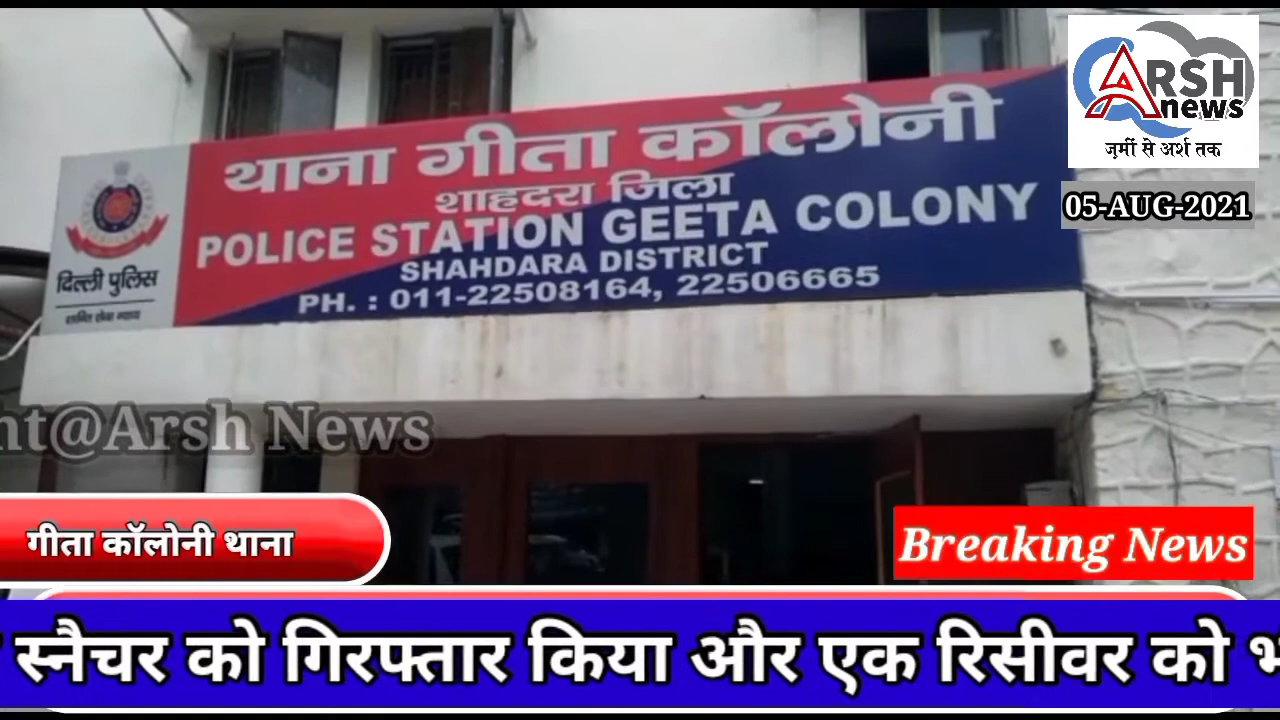 ARSH
news
ज़मीं से अर्श तक
05-AUG-2021
थाना गीता कॉलोनी
शाहदरा जिला
POLICE STATION GEETA COLONY
SHAHDARA DISTRICT
PH. : 011-22508164, 22506665
दिल्ली पुलिस
शान्ति सेवा न्याय
@Arsh News
गीता कॉलोनी थाना
Breaking News
स्नैचर को गिरफ्तार किया और एक रिसीवर को